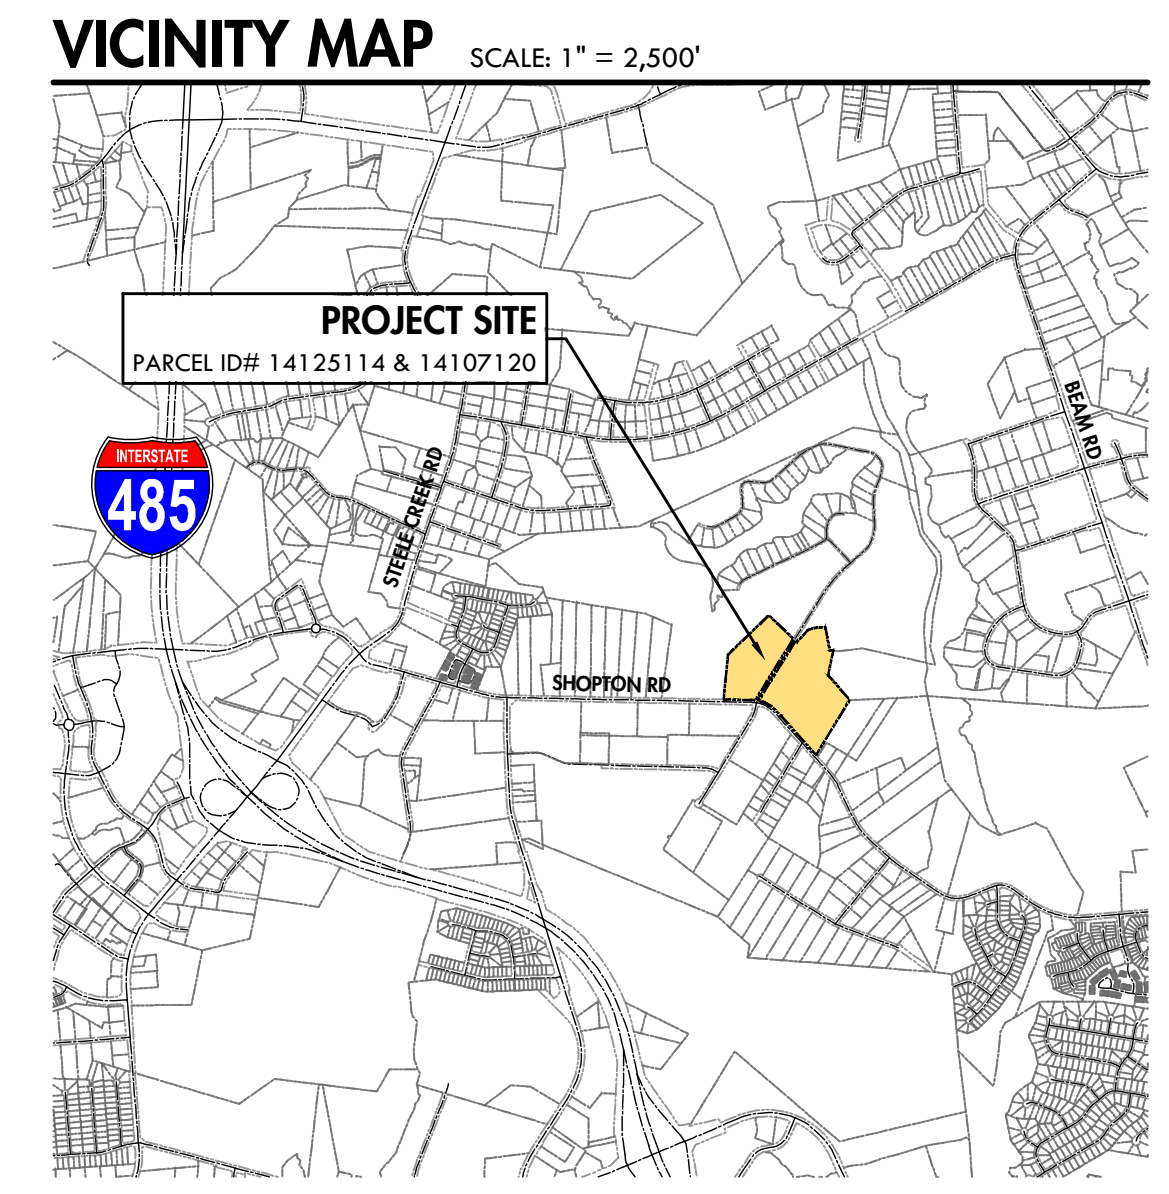 VICINITY MAP SCALE: 1" = 2,500'
PROJECT SITE
PARCEL ID# 14125114 & 14107120
BEAM RD
INTERSTATE
485
STEELE CREEK RD
SHOPTON RD